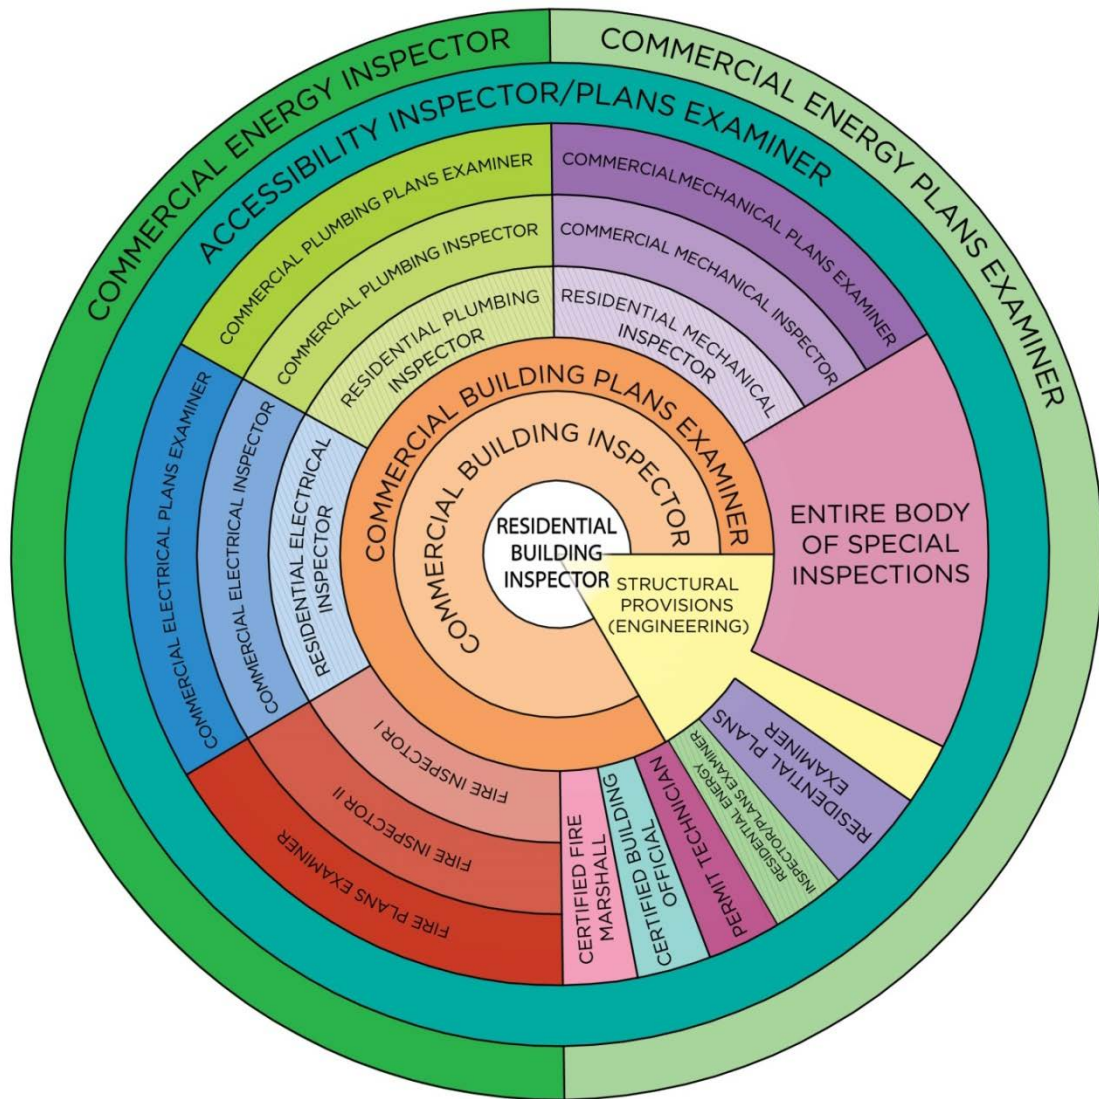 COMMERCIAL ENERGY INSPECTOR
COMMERCIAL ENERGY PLANS EXAMINER
ACCESSIBILITY INSPECTOR/PLANS EXAMINER
COMMERCIAL PLUMBING PLANS EXAMINER
COMMERCIAL PLUMBING INSPECTOR
RESIDENTIAL PLUMBING
INSPECTOR
COMMERCIALMECHANICAL PLANS EXAMINER
COMMERCIAL MECHANICAL INSPECTOR
RESIDENTIAL MECHANICAL
INSPECTOR
COMMERCIAL ELECTRICAL PLANS EXAMINER
COMMERCIAL ELECTRICAL INSPECTOR
RESIDENTIAL ELECTRICAL
INSPECTOR
COMMERCIAL BUILDING PLANS EXAMINER
COMMERCIAL BUILDING INSPECTOR
RESIDENTIAL
BUILDING
INSPECTOR
STRUCTURAL
PROVISIONS
(ENGINEERING)
ENTIRE BODY
OF SPECIAL
INSPECTIONS
FIRE INSPECTOR I
FIRE INSPECTOR II
FIRE PLANS EXAMINER
CERTIFIED FIRE
MARSHALL
CERTIFIED BUILDING
OFFICIAL
PERMIT TECHNICIAN
RESIDENTIAL ENERGY
INSPECTOR/PLANS EXAMINER
RESIDENTIAL PLANS
EXAMINER